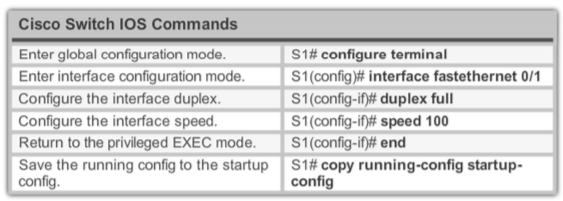 Cisco Switch IOS Commands
Enter global configuration mode. S1# configure terminal
Enter interface configuration mode. S1(config)# interface fastethernet 0/1
Configure the interface duplex. S1(config-if)# duplex full
Configure the interface speed. S1(config-if)# speed 100
Return to the privileged EXEC mode. S1(config-if)# end
Save the running config to the startup S1# copy running-config startup-
config. config